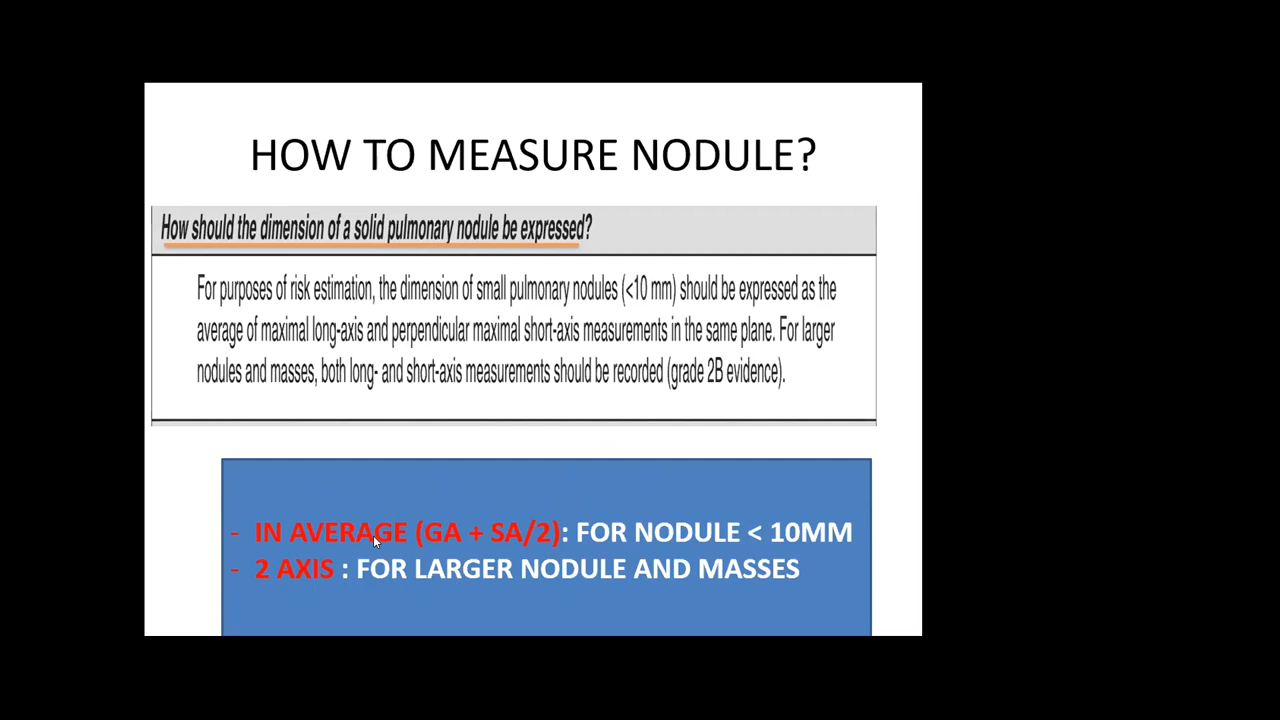 HOW TO MEASURE NODULE?
How should the dimension of a solid pulmonary nodule be expressed?
For purposes of risk estimation, the dimension of small pulmonary nodules (<10 mm) should be expressed as the
average of maximal long-axis and perpendicular maximal short-axis measurements in the same plane. For larger
nodules and masses, both long- and short-axis measurements should be recorded (grade 2B evidence).
- IN AVERAGE (GA + SA/2): FOR NODULE < 10MM
- 2 AXIS : FOR LARGER NODULE AND MASSES